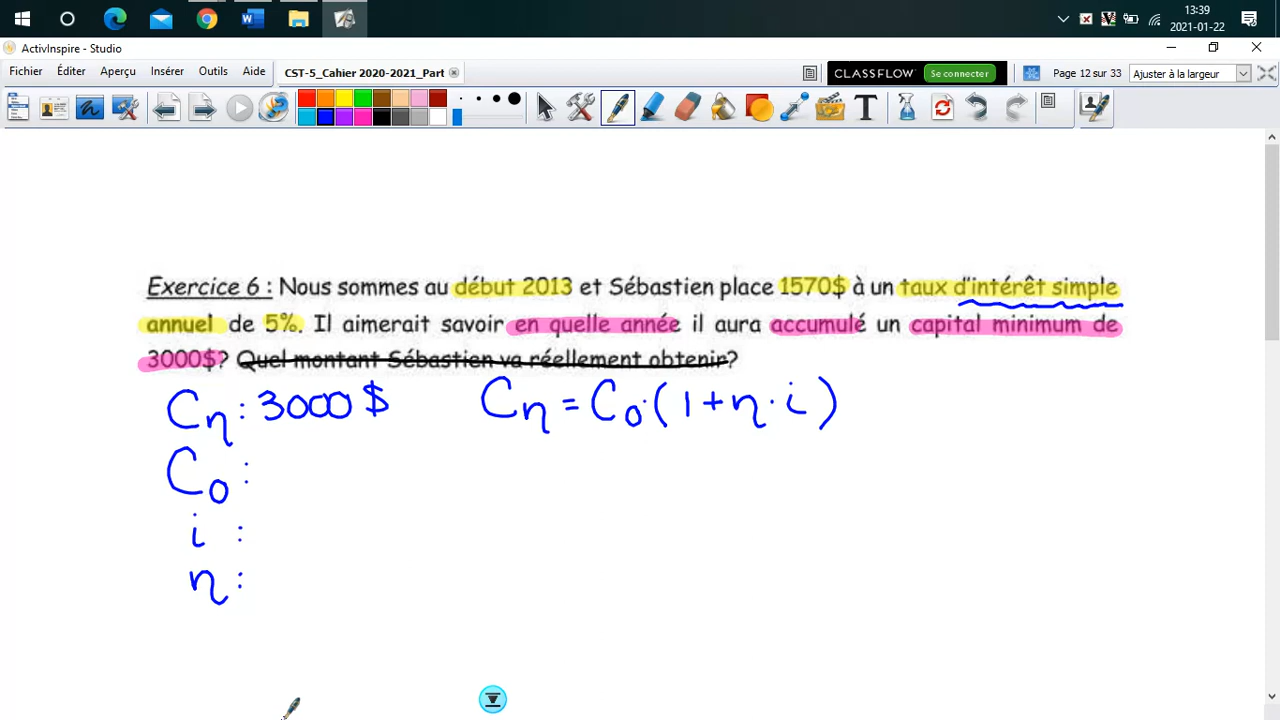 13:39
2021-01-22
ActivInspire - Studio
Fichier Éditer Aperçu Insérer Outils Aide CST-5_Cahier 2020-2021_Part CLASSFLOW Se connecter Page 12 sur 33 Ajuster à la largeur
Exercice 6 : Nous sommes au début 2013 et Sébastien place 1570$ à un taux d'intérêt simple
annuel de 5%. Il aimerait savoir en quelle année il aura accumulé un capital minimum de
3000$? Quel montant Sébastien va réellement obtenir?
Cn : 3000 $ Cn = C0 · (1 + n · i)
C0 :
i :
n :